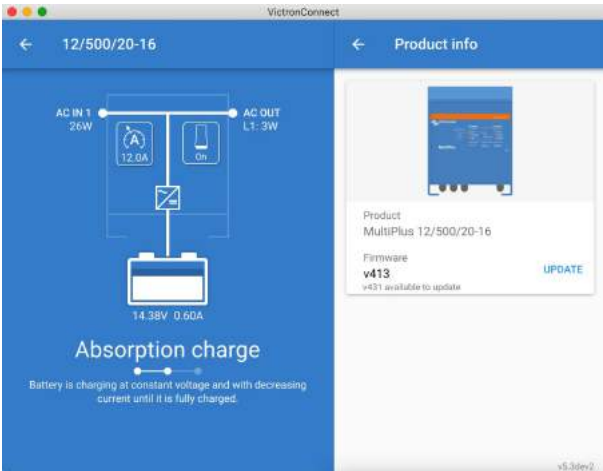 VictronConnect
12/500/20-16
AC IN 1
26W
AC OUT
L1: 3W
12.0A
On
14.38V 0.60A
Absorption charge
Battery is charging at constant voltage and with decreasing
current until it is fully charged.
Product info
Product
MultiPlus 12/500/20-16
Firmware
v413
UPDATE
v431 available to update
v5.3dev2